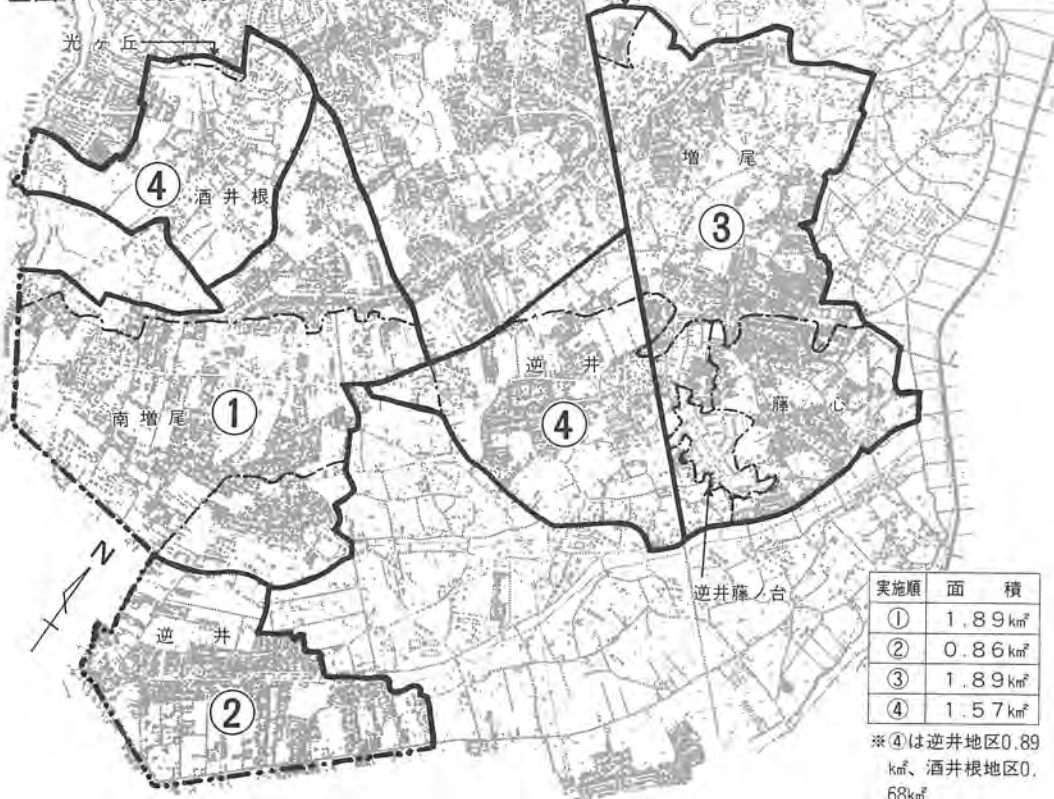 光ヶ丘
④ 酒井根
増尾
③
逆井
④
藤心
南増尾
①
N
逆井藤ノ台
逆井
②
実施順 面積
① 1.89km²
② 0.86km²
③ 1.89km²
④ 1.57km²
※④は逆井地区0.89
km²、酒井根地区0.
68km²